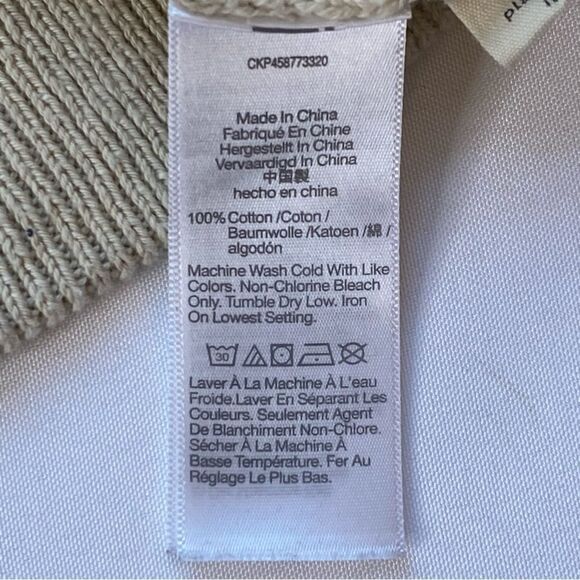 CKP458773320
Made In China
Fabriqué En Chine
Hergestellt In China
Vervaardigd In China
中国製
hecho en china
100% Cotton /Coton /
Baumwolle /Katoen /綿 /
algodón
Machine Wash Cold With Like
Colors. Non-Chlorine Bleach
Only. Tumble Dry Low. Iron
On Lowest Setting.
30
Laver À La Machine À L'eau
Froide.Laver En Séparant Les
Couleurs. Seulement Agent
De Blanchiment Non-Chlore.
Sécher À La Machine À
Basse Température. Fer Au
Réglage Le Plus Bas.